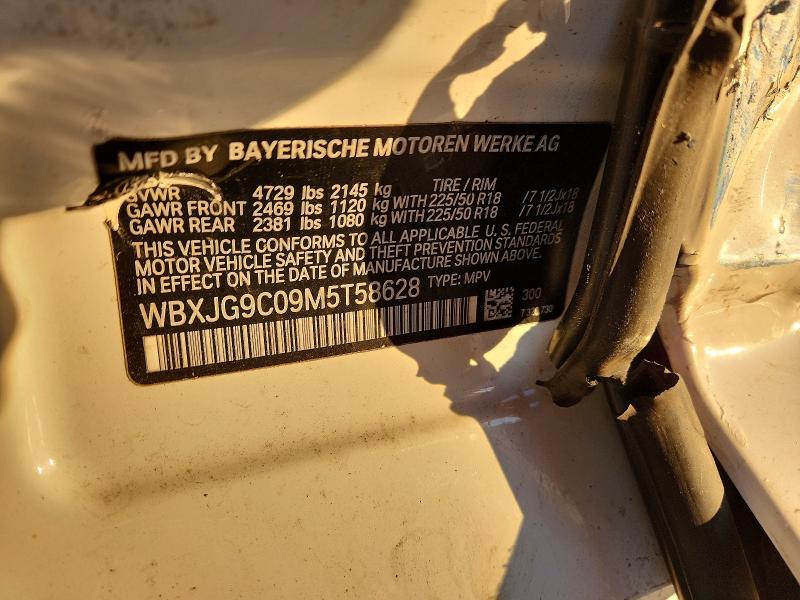 MFD BY BAYERISCHE MOTOREN WERKE AG
GVWR 4729 lbs 2145 kg TIRE / RIM
GAWR FRONT 2469 lbs 1120 kg WITH 225/50 R18 /7 1/2Jx18
GAWR REAR 2381 lbs 1080 kg WITH 225/50 R18 /7 1/2Jx18
THIS VEHICLE CONFORMS TO ALL APPLICABLE U. S. FEDERAL
MOTOR VEHICLE SAFETY AND THEFT PREVENTION STANDARDS
IN EFFECT ON THE DATE OF MANUFACTURE SHOWN ABOVE.
WBXJG9C09M5T58628 TYPE: MPV
300